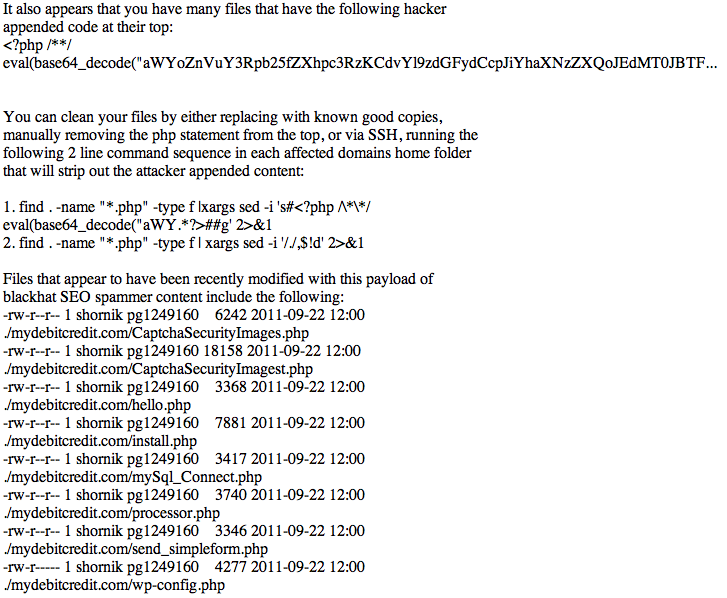 It also appears that you have many files that have the following hacker
appended code at their top:
<?php /**/
eval(base64_decode("aWYoZnVuY3Rpb25fZXhpc3RzKCdvYl9zdGFydCcpJiYhaXNzZXQoJEdMT0JBTF...
You can clean your files by either replacing with known good copies,
manually removing the php statement from the top, or via SSH, running the
following 2 line command sequence in each affected domains home folder
that will strip out the attacker appended content:
1. find . -name "*.php" -type f |xargs sed -i 's#<?php /\*\*/
eval(base64_decode("aWY.*?>##g' 2>&1
2. find . -name "*.php" -type f | xargs sed -i '/./,$!d' 2>&1
Files that appear to have been recently modified with this payload of
blackhat SEO spammer content include the following:
-rw-r--r-- 1 shornik pg1249160 6242 2011-09-22 12:00
./mydebitcredit.com/CaptchaSecurityImages.php
-rw-r--r-- 1 shornik pg1249160 18158 2011-09-22 12:00
./mydebitcredit.com/CaptchaSecurityImagest.php
-rw-r--r-- 1 shornik pg1249160 3368 2011-09-22 12:00
./mydebitcredit.com/hello.php
-rw-r--r-- 1 shornik pg1249160 7881 2011-09-22 12:00
./mydebitcredit.com/install.php
-rw-r--r-- 1 shornik pg1249160 3417 2011-09-22 12:00
./mydebitcredit.com/mySql_Connect.php
-rw-r--r-- 1 shornik pg1249160 3740 2011-09-22 12:00
./mydebitcredit.com/processor.php
-rw-r--r-- 1 shornik pg1249160 3346 2011-09-22 12:00
./mydebitcredit.com/send_simpleform.php
-rw-r----- 1 shornik pg1249160 4277 2011-09-22 12:00
./mydebitcredit.com/wp-config.php